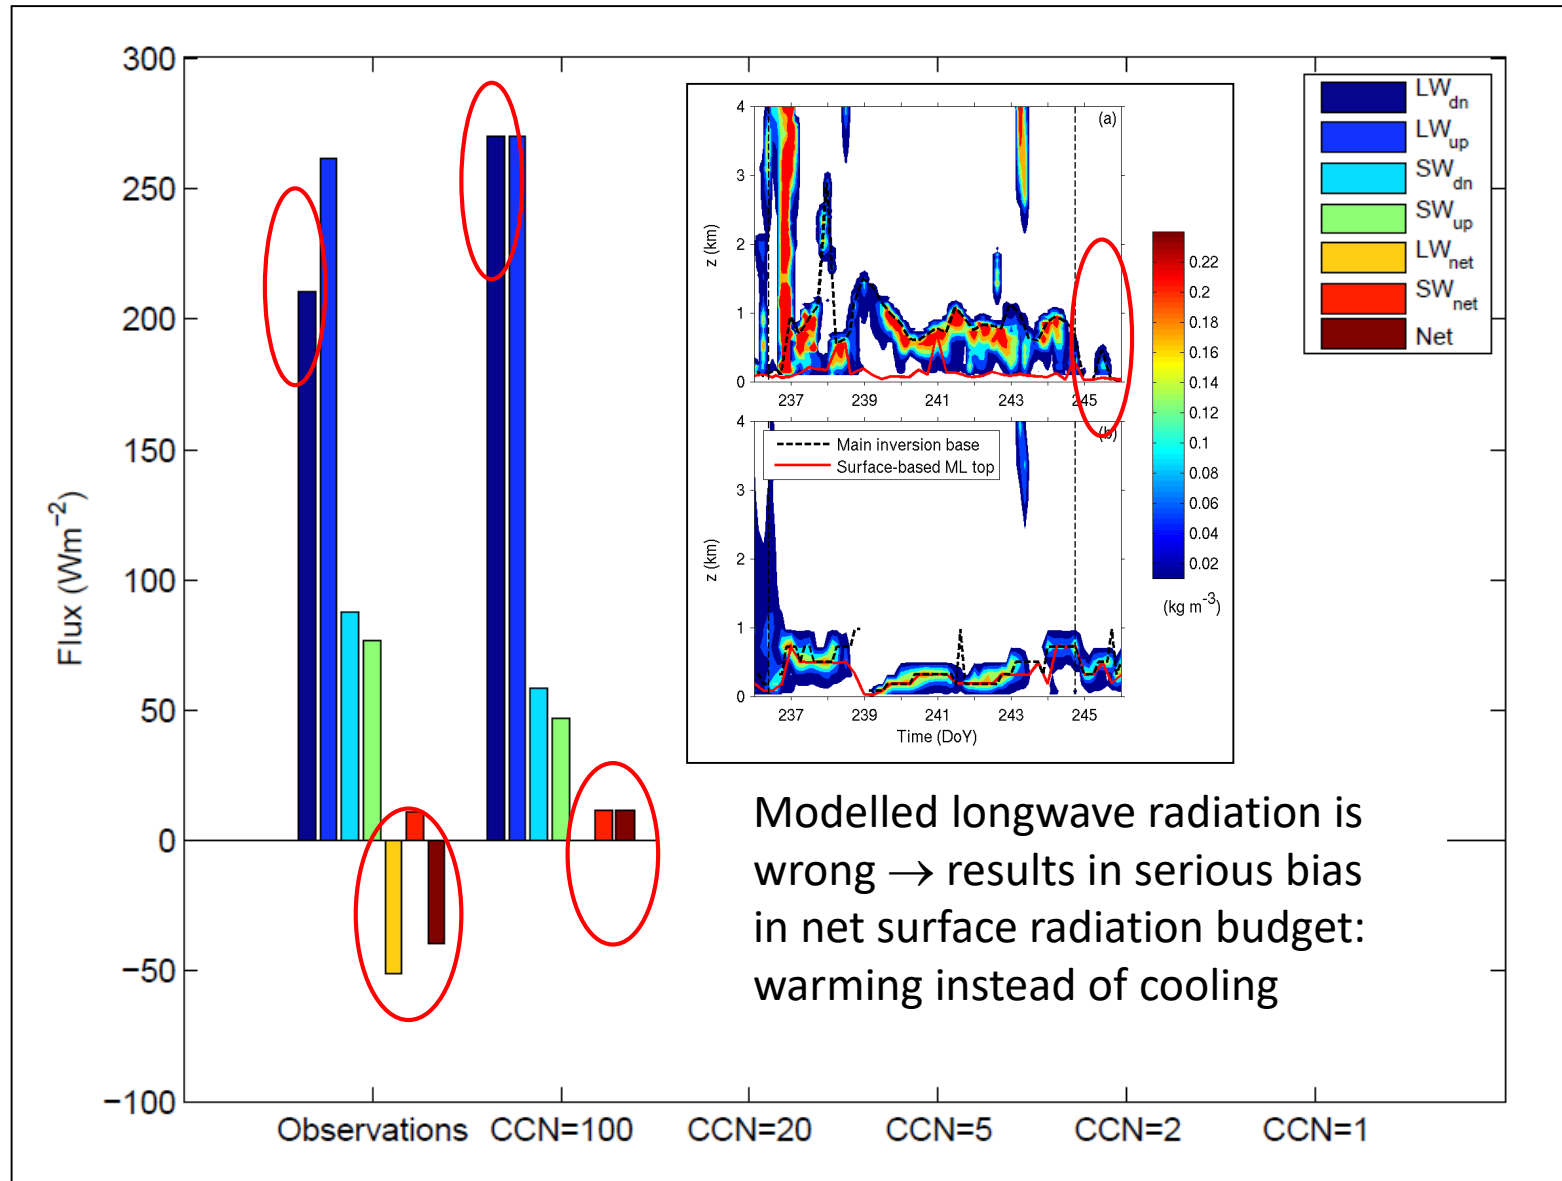 300
250
200
150
100
50
0
−50
−100
Flux (Wm−2)
Observations
CCN=100
CCN=20
CCN=5
CCN=2
CCN=1
LWdn
LWup
SWdn
SWup
LWnet
SWnet
Net
(a)
4
3
2
1
0
z (km)
237
239
241
243
245
(b)
Main inversion base
Surface-based ML top
4
3
2
1
0
z (km)
237
239
241
243
245
Time (DoY)
0.22
0.2
0.18
0.16
0.14
0.12
0.1
0.08
0.06
0.04
0.02
(kg m-3)
Modelled longwave radiation is
wrong → results in serious bias
in net surface radiation budget:
warming instead of cooling